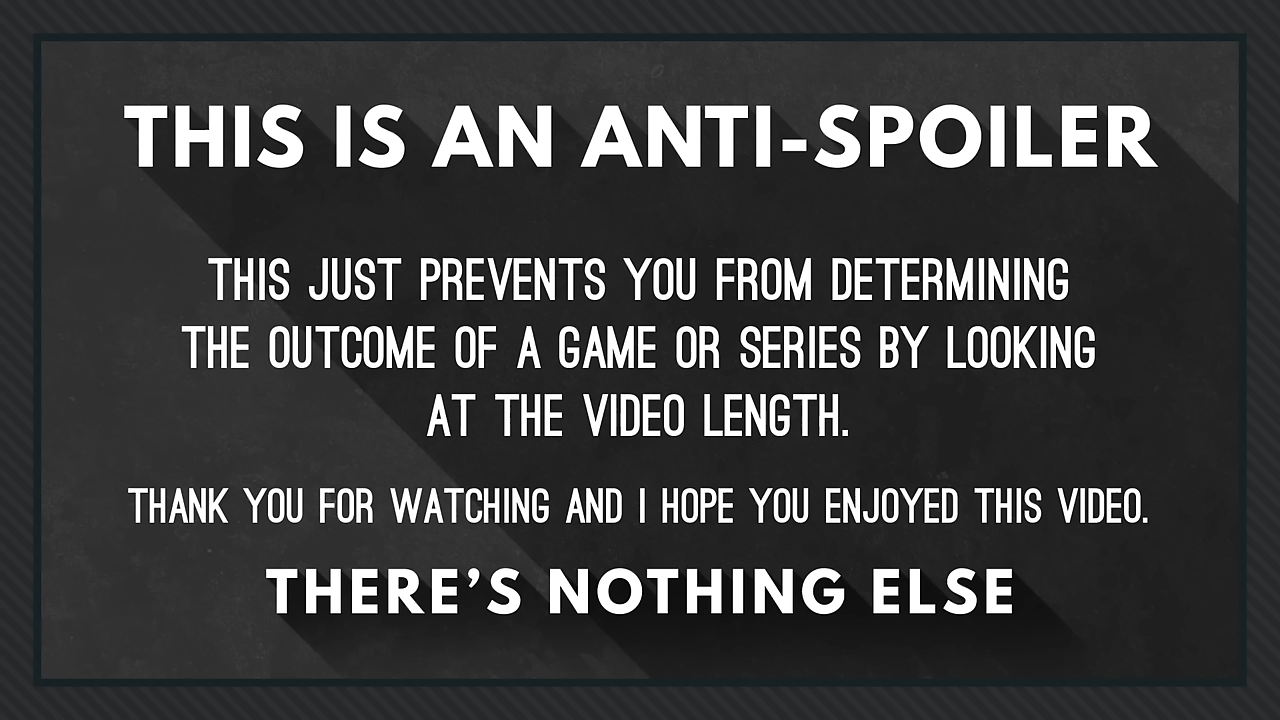 THIS IS AN ANTI-SPOILER
THIS JUST PREVENTS YOU FROM DETERMINING
THE OUTCOME OF A GAME OR SERIES BY LOOKING
AT THE VIDEO LENGTH.
THANK YOU FOR WATCHING AND I HOPE YOU ENJOYED THIS VIDEO.
THERE’S NOTHING ELSE